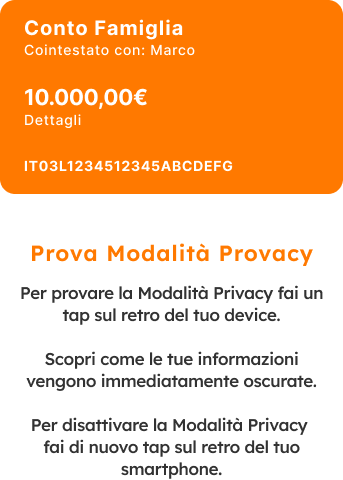 Conto Famiglia
Cointestato con: Marco
10.000,00€
Dettagli
IT03L1234512345ABCDEFG
Prova Modalità Provacy
Per provare la Modalità Privacy fai un
tap sul retro del tuo device.
Scopri come le tue informazioni
vengono immediatamente oscurate.
Per disattivare la Modalità Privacy
fai di nuovo tap sul retro del tuo
smartphone.